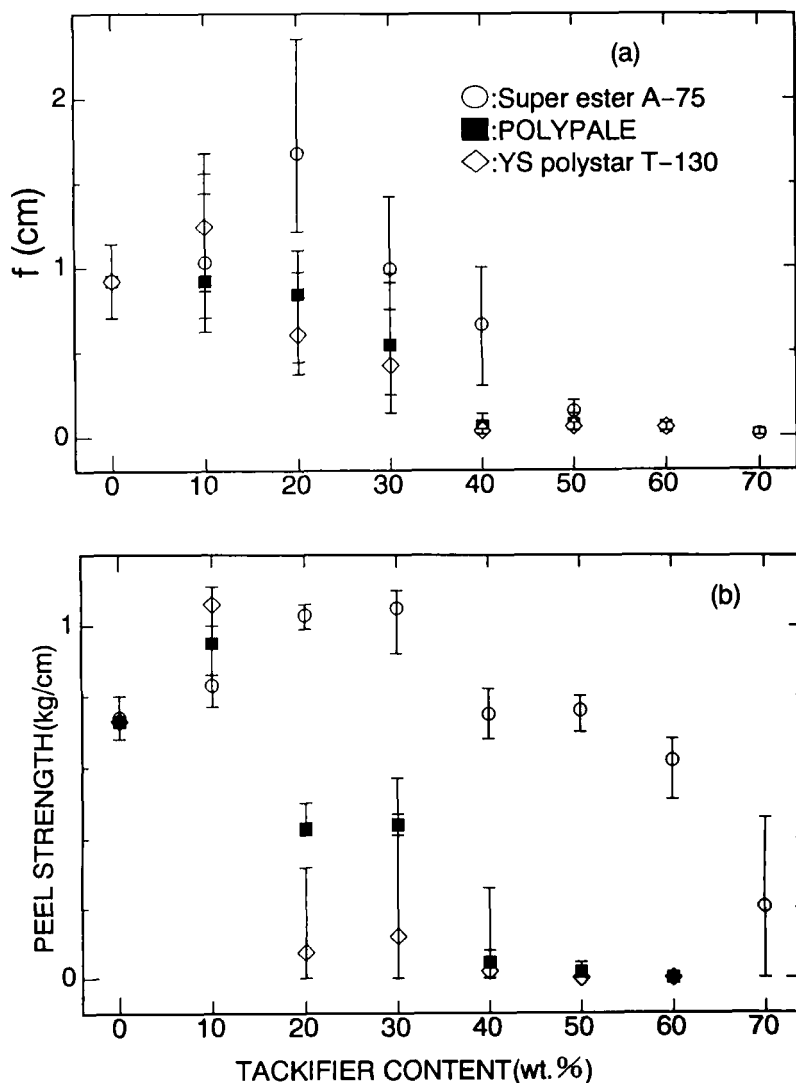 (a)
2
1
0
f (cm)
○:Super ester A-75
■:POLYPALE
◇:YS polystar T-130
0 10 20 30 40 50 60 70
(b)
1
0
PEEL STRENGTH(kg/cm)
0 10 20 30 40 50 60 70
TACKIFIER CONTENT(wt.%)